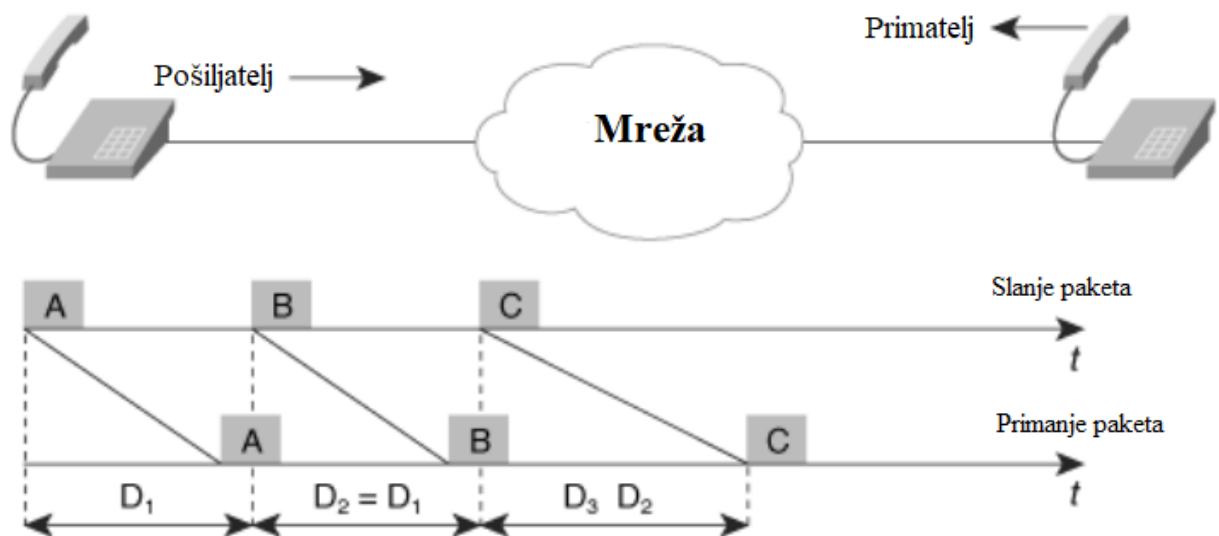 Primatelj
Pošiljatelj
Mreža
A
B
C
Slanje paketa
t
A
B
C
Primanje paketa
D₁
D₂ = D₁
D₃ D₂
t